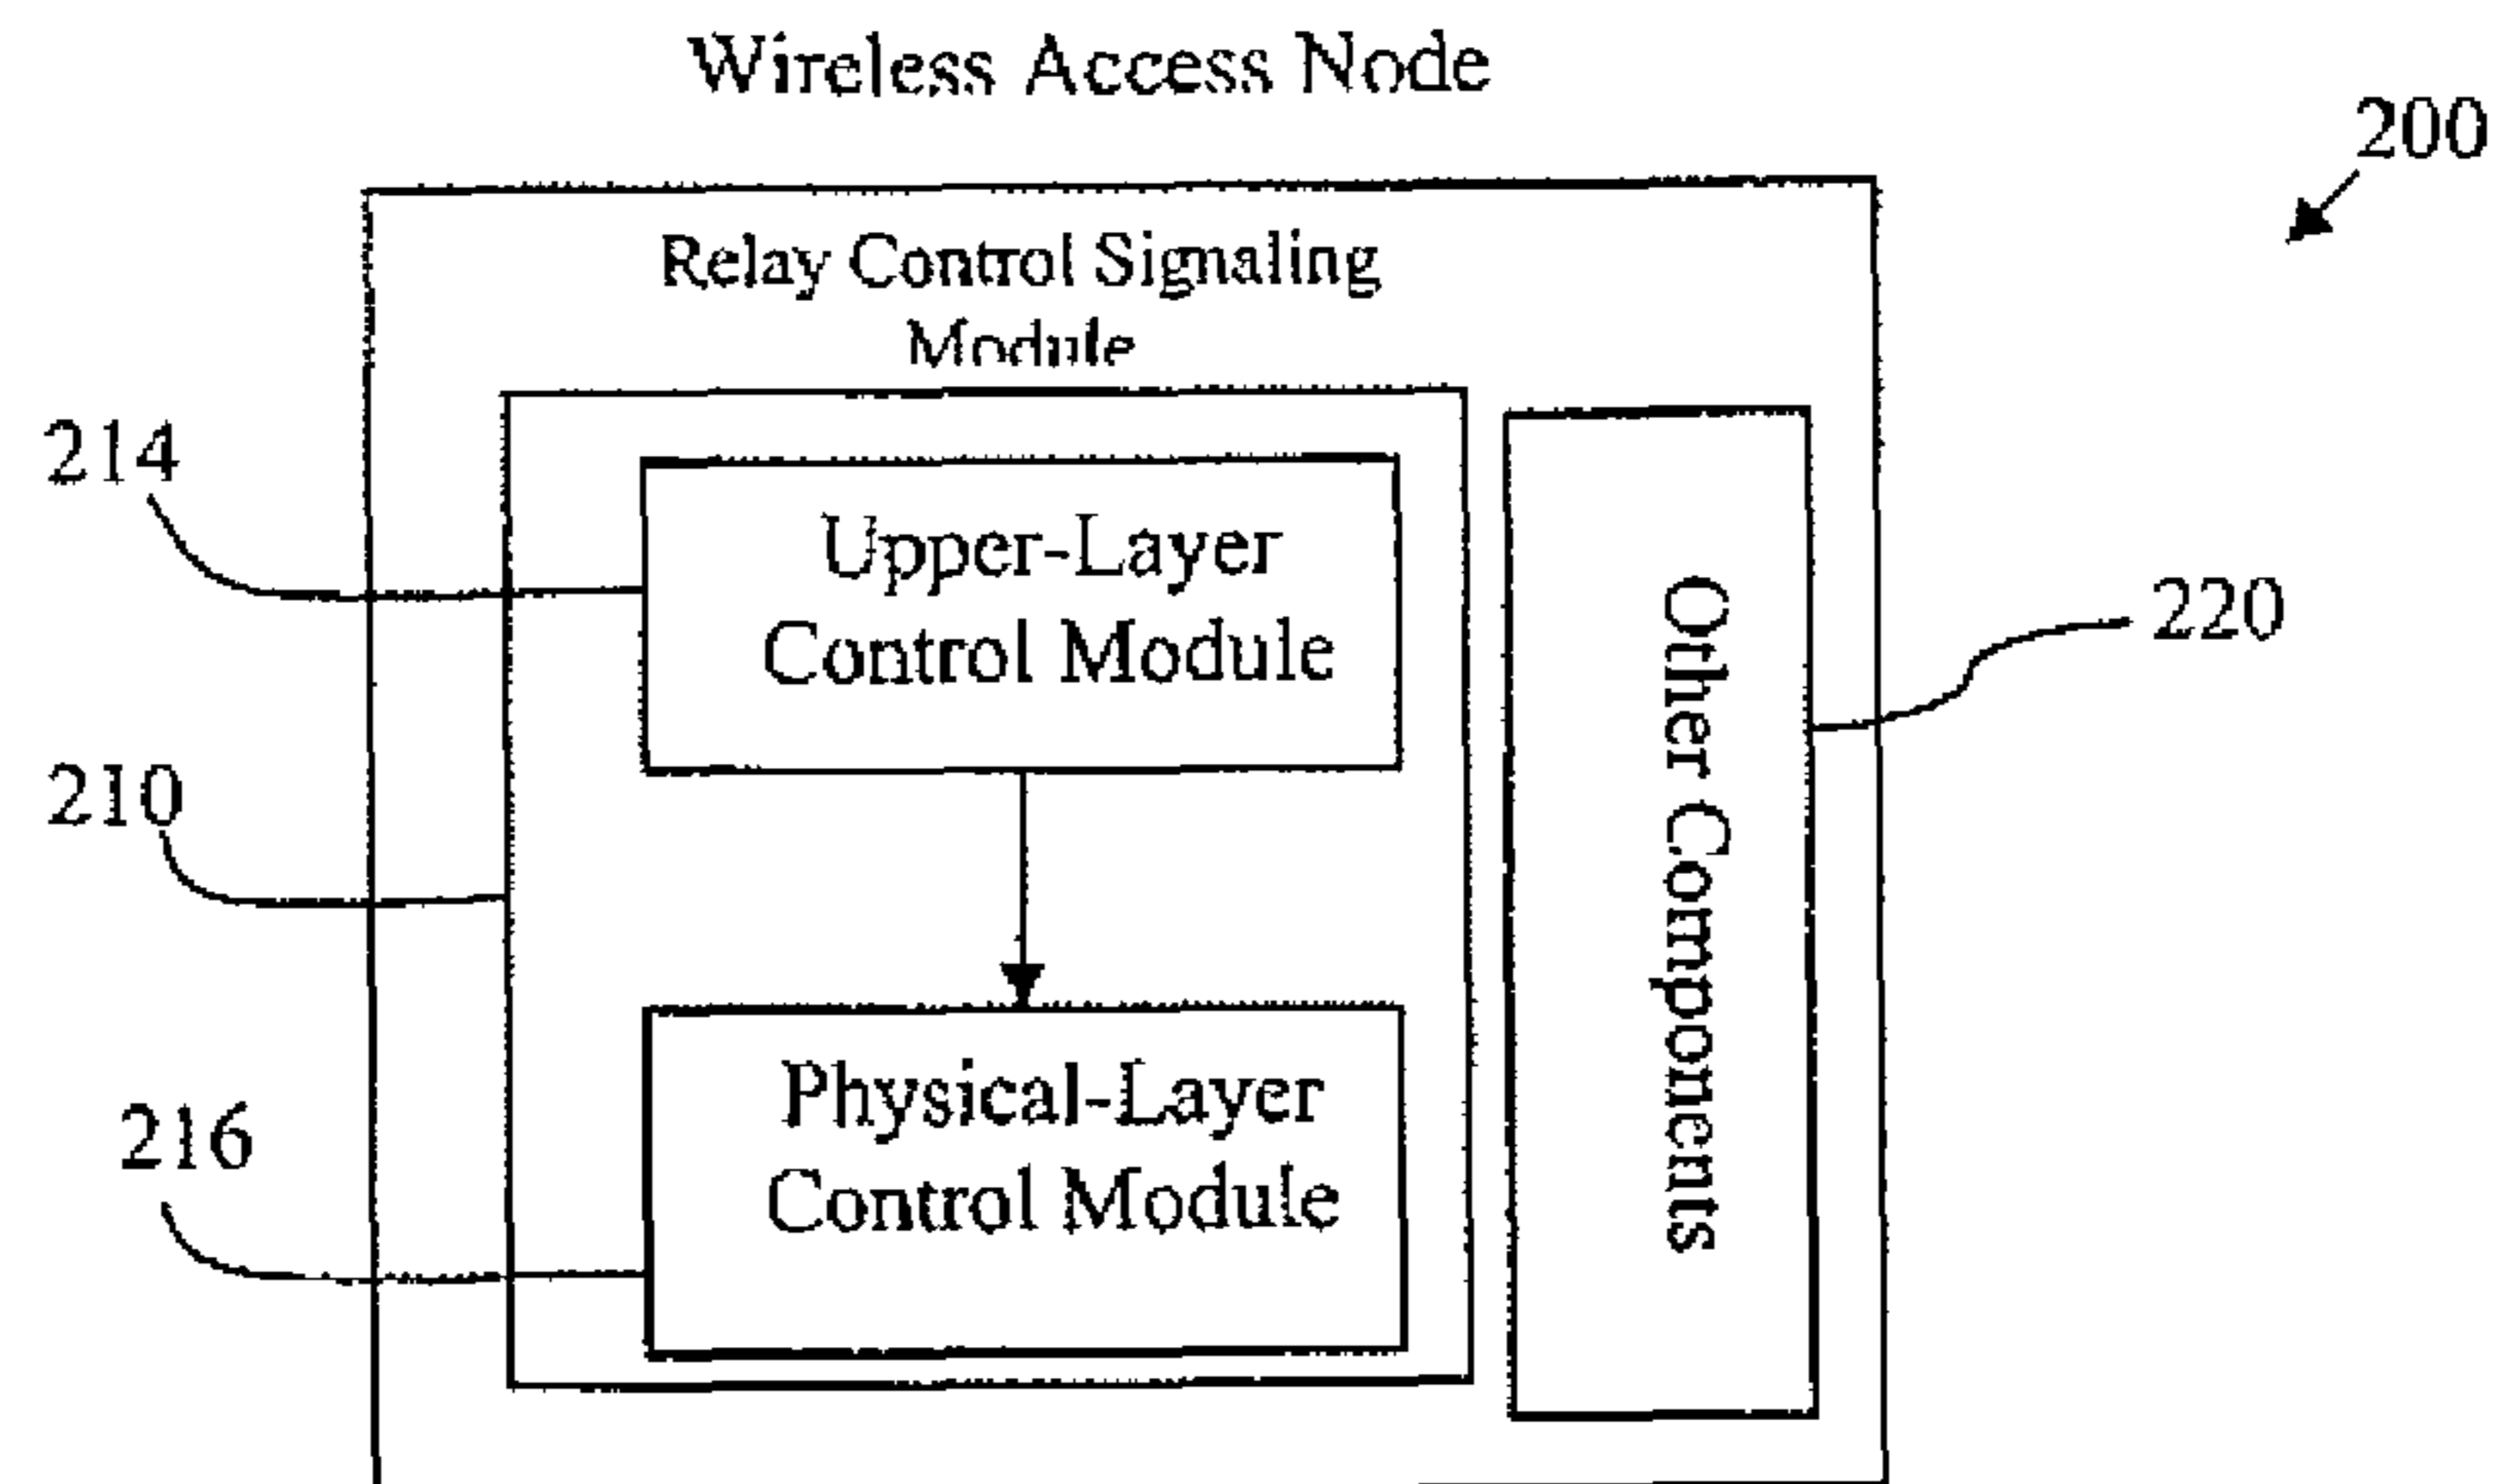 Wireless Access Node
200
Relay Control Signaling
Module
214
Upper-Layer
Control Module
220
Other Components
210
216
Physical-Layer
Control Module